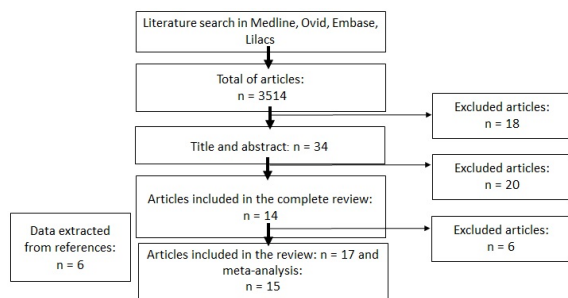 Literature search in Medline, Ovid, Embase,
Lilacs
Total of articles:
n = 3514
Excluded articles:
n = 18
Title and abstract: n = 34
Excluded articles:
n = 20
Articles included in the complete review:
n = 14
Data extracted
from references:
n = 6
Excluded articles:
n = 6
Articles included in the review: n = 17 and
meta-analysis:
n = 15